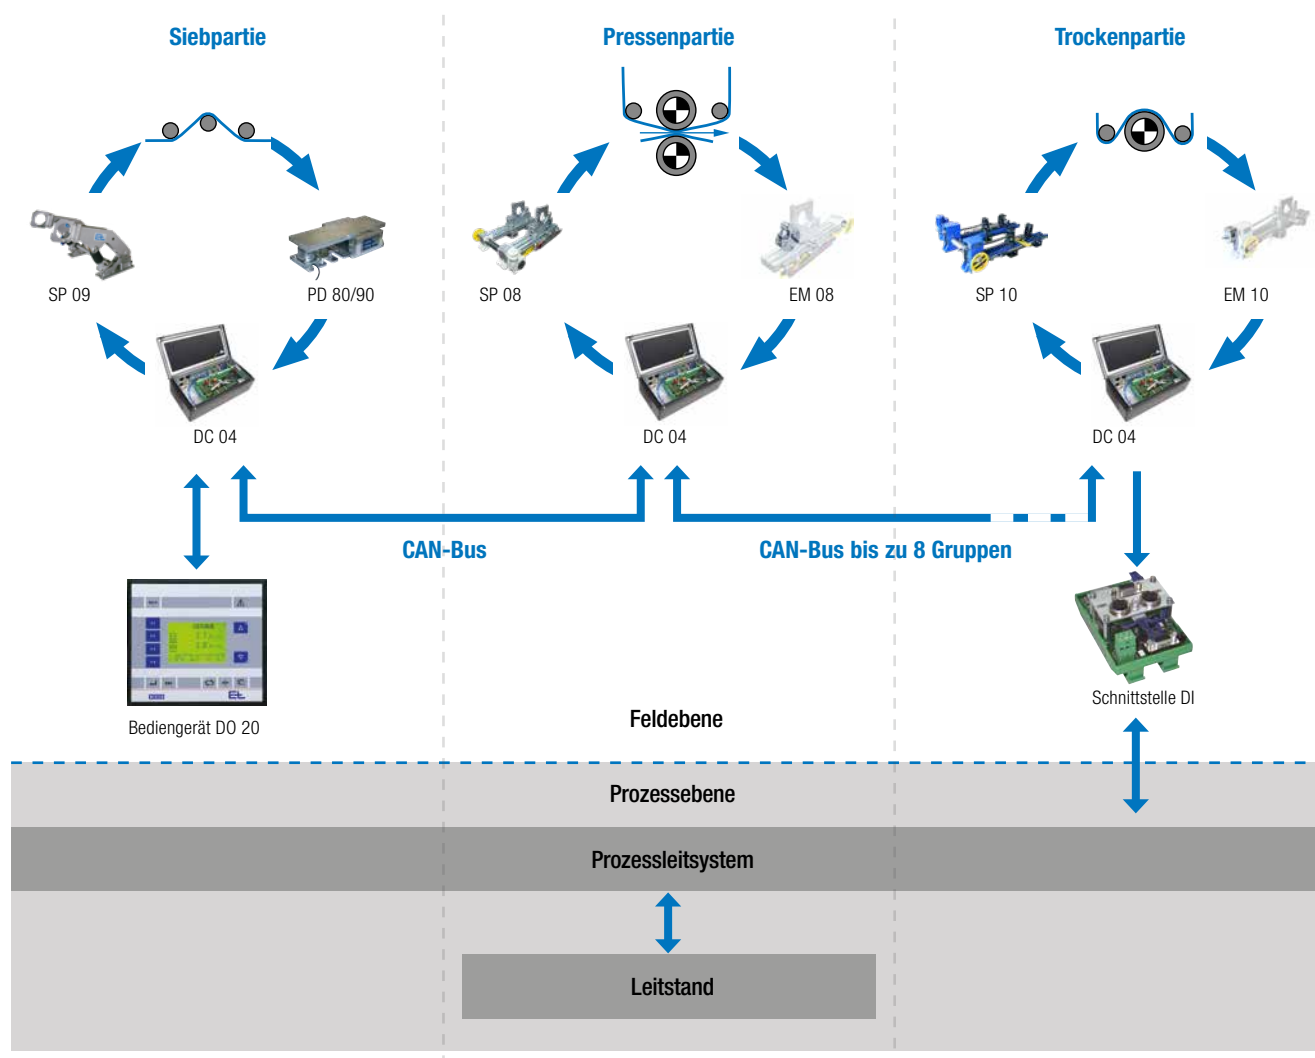 Siebpartie
Pressenpartie
Trockenpartie
SP 09
PD 80/90
SP 08
EM 08
SP 10
EM 10
DC 04
DC 04
DC 04
CAN-Bus
CAN-Bus bis zu 8 Gruppen
Bediengerät DO 20
Feldebene
Schnittstelle DI
Prozessebene
Prozessleitsystem
Leitstand